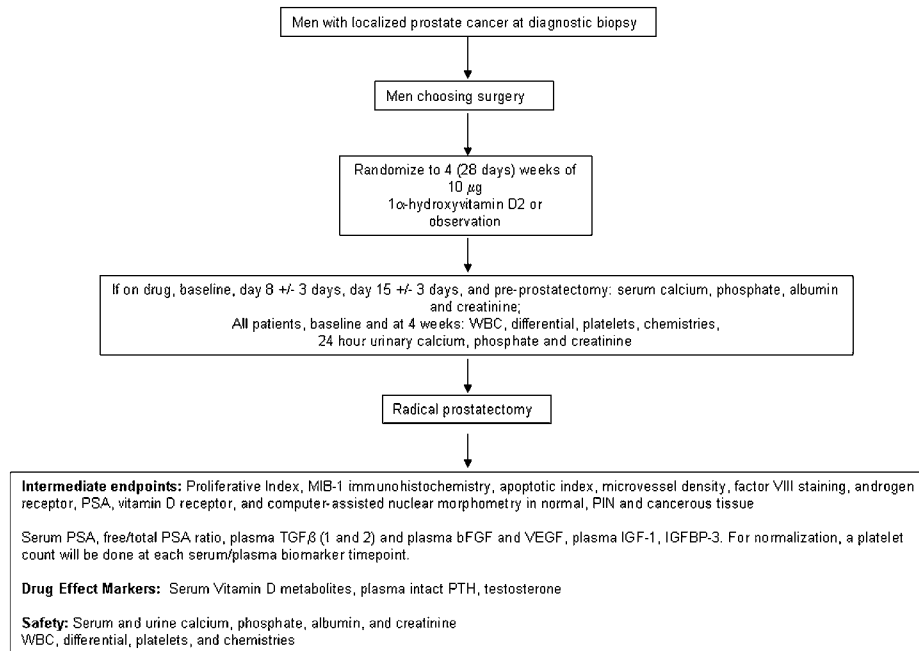 Men with localized prostate cancer at diagnostic biopsy
Men choosing surgery
Randomize to 4 (28 days) weeks of
10 µg
1α-hydroxyvitamin D2 or
observation
If on drug, baseline, day 8 +/- 3 days, day 15 +/- 3 days, and pre-prostatectomy: serum calcium, phosphate, albumin
and creatinine;
All patients, baseline and at 4 weeks: WBC, differential, platelets, chemistries,
24 hour urinary calcium, phosphate and creatinine
Radical prostatectomy
Intermediate endpoints: Proliferative Index, MIB-1 immunohistochemistry, apoptotic index, microvessel density, factor VIII staining, androgen
receptor, PSA, vitamin D receptor, and computer-assisted nuclear morphometry in normal, PIN and cancerous tissue
Serum PSA, free/total PSA ratio, plasma TGFβ (1 and 2) and plasma bFGF and VEGF, plasma IGF-1, IGFBP-3. For normalization, a platelet
count will be done at each serum/plasma biomarker timepoint.
Drug Effect Markers: Serum Vitamin D metabolites, plasma intact PTH, testosterone
Safety: Serum and urine calcium, phosphate, albumin, and creatinine
WBC, differential, platelets, and chemistries